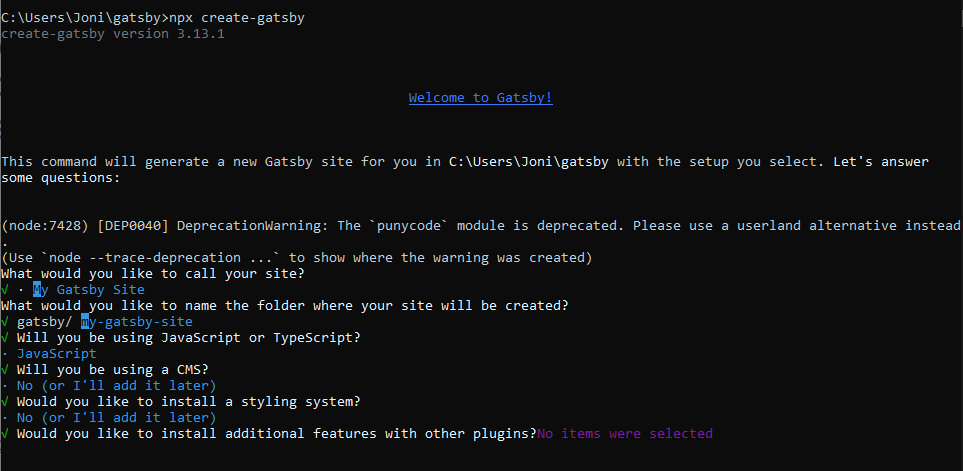 C:\Users\Joni\gatsby>npx create-gatsby
create-gatsby version 3.13.1
Welcome to Gatsby!
This command will generate a new Gatsby site for you in C:\Users\Joni\gatsby with the setup you select. Let's answer
some questions:
(node:7428) [DEP0040] DeprecationWarning: The `punycode` module is deprecated. Please use a userland alternative instead
.
(Use `node --trace-deprecation ...` to show where the warning was created)
What would you like to call your site?
√ · My Gatsby Site
What would you like to name the folder where your site will be created?
√ gatsby/ my-gatsby-site
√ Will you be using JavaScript or TypeScript?
· JavaScript
√ Will you be using a CMS?
· No (or I'll add it later)
√ Would you like to install a styling system?
· No (or I'll add it later)
√ Would you like to install additional features with other plugins?No items were selected